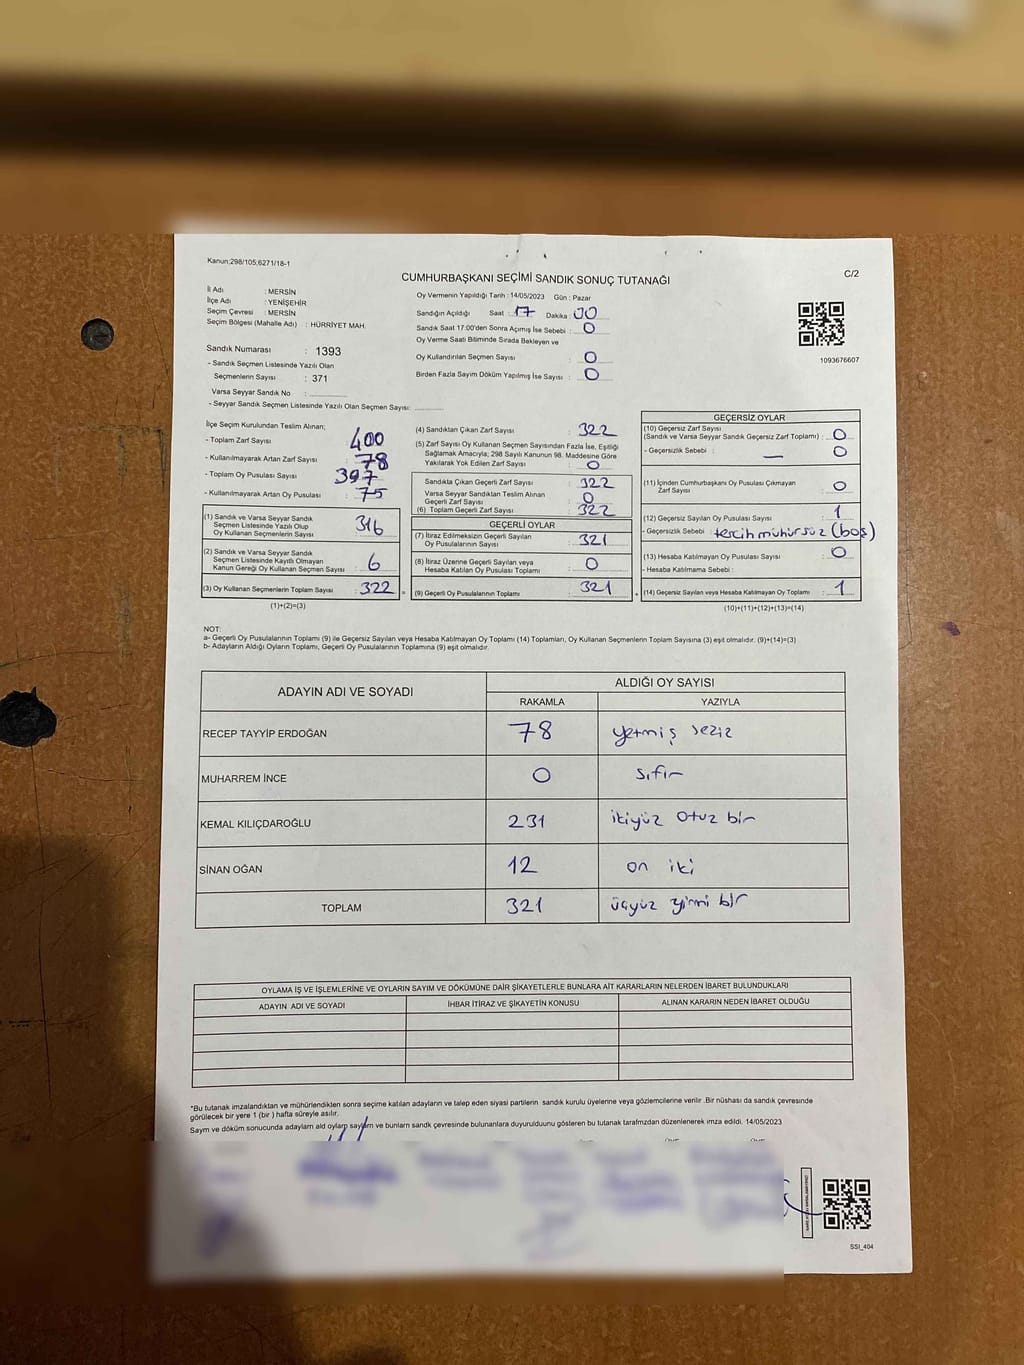 Kanun:298/105;6271/18-1
CUMHURBAŞKANI SEÇİMİ SANDIK SONUÇ TUTANAĞI
C/2
İl Adı : MERSİN
İlçe Adı : YENİŞEHİR
Seçim Çevresi : MERSİN
Seçim Bölgesi (Mahalle Adı) : HÜRRİYET MAH.
Sandık Numarası : 1393
- Sandık Seçmen Listesinde Yazılı Olan
Seçmenlerin Sayısı : 371
Varsa Seyyar Sandık No :
- Seyyar Sandık Seçmen Listesinde Yazılı Olan Seçmen Sayısı:
Oy Vermenin Yapıldığı Tarih : 14/05/2023 Gün : Pazar
Sandığın Açıldığı Saat : 17 Dakika : 00
Sandık Saat 17.00'den Sonra Açımış İse Sebebi : 0
Oy Verme Saati Bitiminde Sırada Bekleyen ve
Oy Kullandırılan Seçmen Sayısı : 0
Birden Fazla Sayım Döküm Yapılmış İse Sayısı : 0
1093676607
İlçe Seçim Kurulundan Teslim Alınan;
- Toplam Zarf Sayısı : 400
- Kullanılmayarak Artan Zarf Sayısı : 78
- Toplam Oy Pusulası Sayısı : 397
- Kullanılmayarak Artan Oy Pusulası : 75
(1) Sandık ve Varsa Seyyar Sandık
Seçmen Listesinde Yazılı Olup
Oy Kullanan Seçmenlerin Sayısı : 316
(2) Sandık ve Varsa Seyyar Sandık
Seçmen Listesinde Kayıtlı Olmayan
Kanun Gereği Oy Kullanan Seçmen Sayısı : 6
(3) Oy Kullanan Seçmenlerin Toplam Sayısı : 322 =
(1)+(2)=(3)
(4) Sandıktan Çıkan Zarf Sayısı : 322
(5) Zarf Sayısı Oy Kullanan Seçmen Sayısından Fazla İse, Eşitliği
Sağlamak Amacıyla; 298 Sayılı Kanunun 98. Maddesine Göre
Yakılarak Yok Edilen Zarf Sayısı : 0
Sandıkta Çıkan Geçerli Zarf Sayısı : 322
Varsa Seyyar Sandıktan Teslim Alınan
Geçerli Zarf Sayısı : 0
(6) Toplam Geçerli Zarf Sayısı : 322
GEÇERLİ OYLAR
(7) İtiraz Edilmeksizin Geçerli Sayılan
Oy Pusulalarının Sayısı : 321
(8) İtiraz Üzerine Geçerli Sayılan veya
Hesaba Katılan Oy Pusulası Toplamı : 0
(9) Geçerli Oy Pusulalarının Toplamı : 321 +
GEÇERSİZ OYLAR
(10) Geçersiz Zarf Sayısı
(Sandık ve Varsa Seyyar Sandık Geçersiz Zarf Toplamı) : 0
- Geçersizlik Sebebi : — 0
(11) İçinden Cumhurbaşkanı Oy Pusulası Çıkmayan
Zarf Sayısı : 0
(12) Geçersiz Sayılan Oy Pusulası Sayısı : 1
- Geçersizlik Sebebi : tercih mühürsüz (boş)
(13) Hesaba Katılmayan Oy Pusulası Sayısı : 0
- Hesaba Katılmama Sebebi :
(14) Geçersiz Sayılan veya Hesaba Katılmayan Oy Toplamı : 1
(10)+(11)+(12)+(13)=(14)
NOT:
a- Geçerli Oy Pusulalarının Toplamı (9) ile Geçersiz Sayılan veya Hesaba Katılmayan Oy Toplamı (14) Toplamları, Oy Kullanan Seçmenlerin Toplam Sayısına (3) eşit olmalıdır. (9)+(14)=(3)
b- Adayların Aldığı Oyların Toplamı, Geçerli Oy Pusulalarının Toplamına (9) eşit olmalıdır.
ADAYIN ADI VE SOYADI
ALDIĞI OY SAYISI
RAKAMLA YAZIYLA
RECEP TAYYİP ERDOĞAN 78 yetmiş seziz
MUHARREM İNCE 0 sıfır
KEMAL KILIÇDAROĞLU 231 ikiyüz otuz bir
SİNAN OĞAN 12 on iki
TOPLAM 321 üçyüz yirmi bir
OYLAMA İŞ VE İŞLEMLERİNE VE OYLARIN SAYIM VE DÖKÜMÜNE DAİR ŞİKAYETLERLE BUNLARA AİT KARARLARIN NELERDEN İBARET BULUNDUKLARI
ADAYIN ADI VE SOYADI İHBAR İTİRAZ VE ŞİKAYETİN KONUSU ALINAN KARARIN NEDEN İBARET OLDUĞU
*Bu tutanak imzalandıktan ve mühürlendikten sonra seçime katılan adayların ve talep eden siyasi partilerin sandık kurulu üyelerine veya gözlemcilerine verilir .Bir nüshası da sandık çevresinde
görülecek bir yere 1 (bir ) hafta süreyle asılır.
Sayım ve döküm sonucunda adayların aldı oyların sayıları ve bunların sandık çevresinde bulunanlara duyurulduunu gösteren bu tutanak tarafmzdan düzenlenerek imza edildi. 14/05/2023
SSI_404